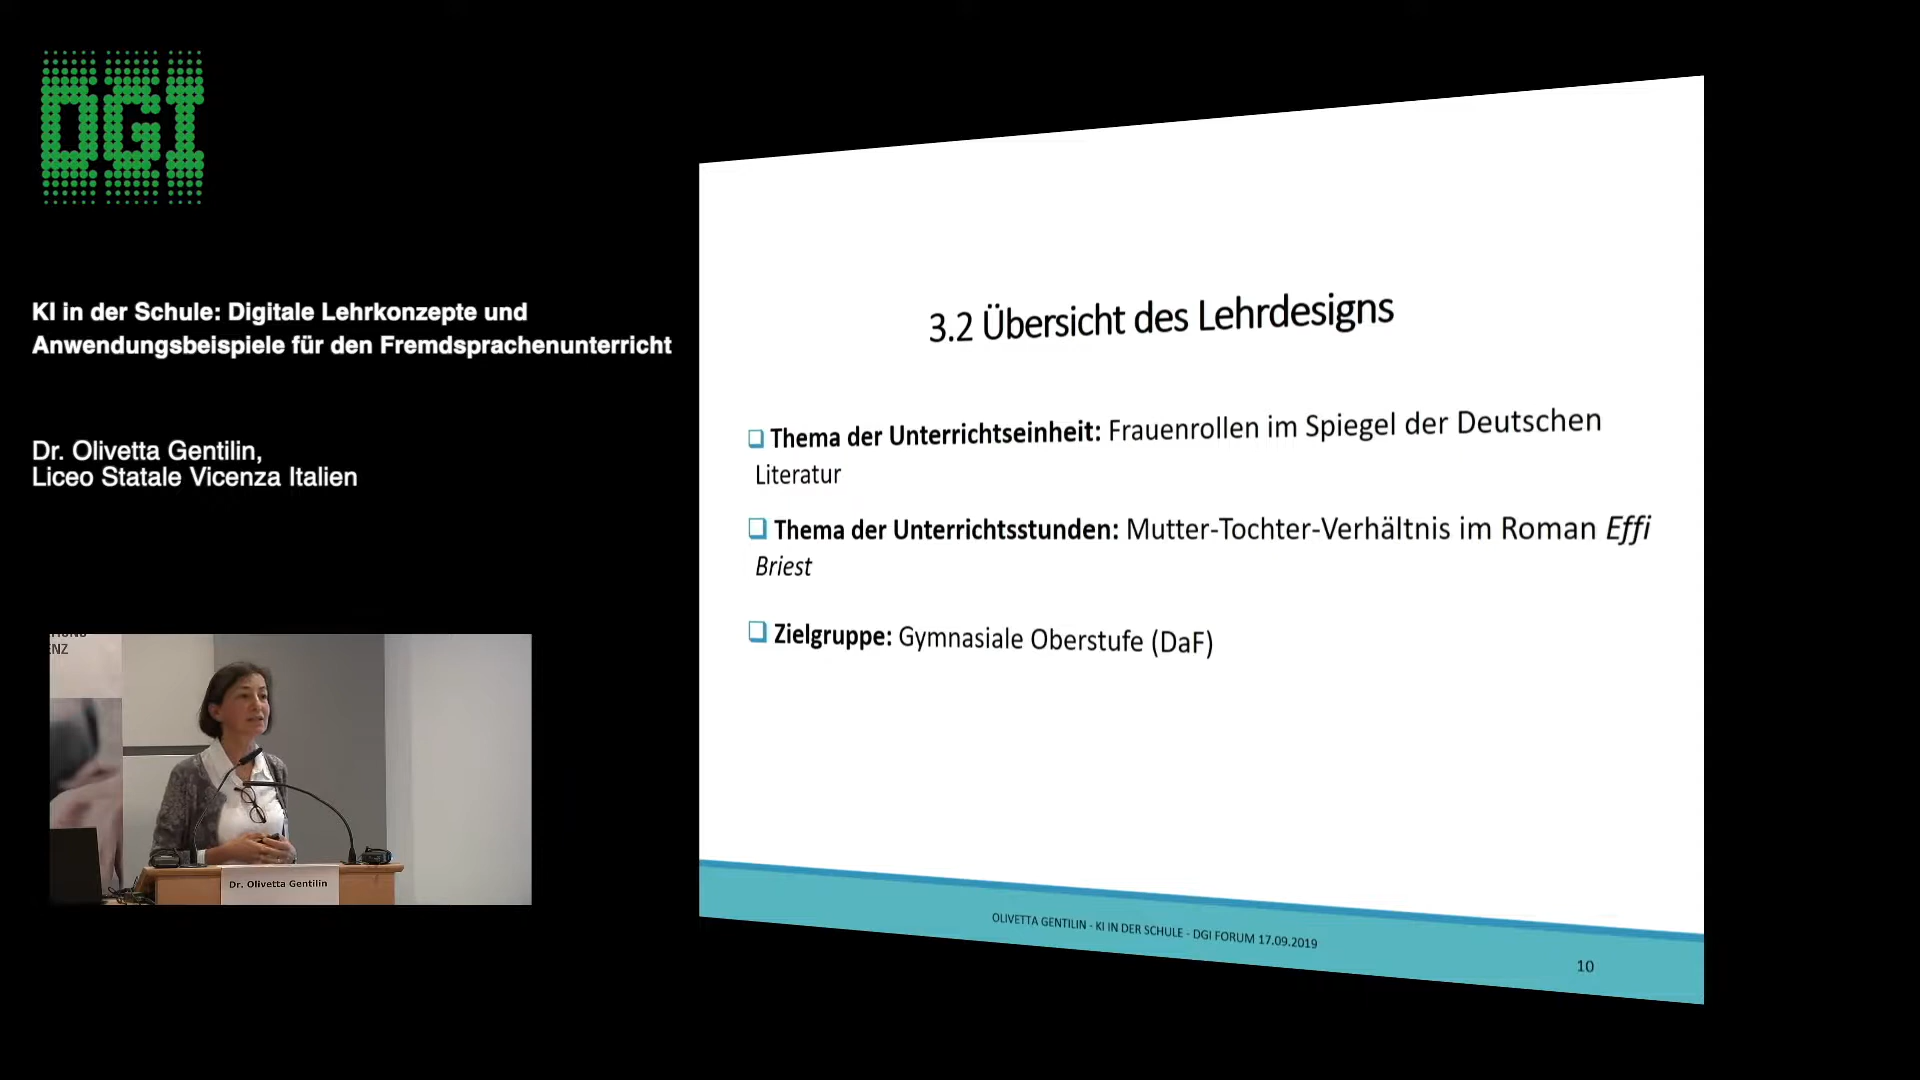 DGI
KI in der Schule: Digitale Lehrkonzepte und
Anwendungsbeispiele für den Fremdsprachenunterricht
Dr. Olivetta Gentilin,
Liceo Statale Vicenza Italien
ENZ
Dr. Olivetta Gentilin
3.2 Übersicht des Lehrdesigns
❑ Thema der Unterrichtseinheit: Frauenrollen im Spiegel der Deutschen
Literatur
❑ Thema der Unterrichtsstunden: Mutter-Tochter-Verhältnis im Roman Effi
Briest
❑ Zielgruppe: Gymnasiale Oberstufe (DaF)
OLIVETTA GENTILIN - KI IN DER SCHULE - DGI FORUM 17.09.2019
10